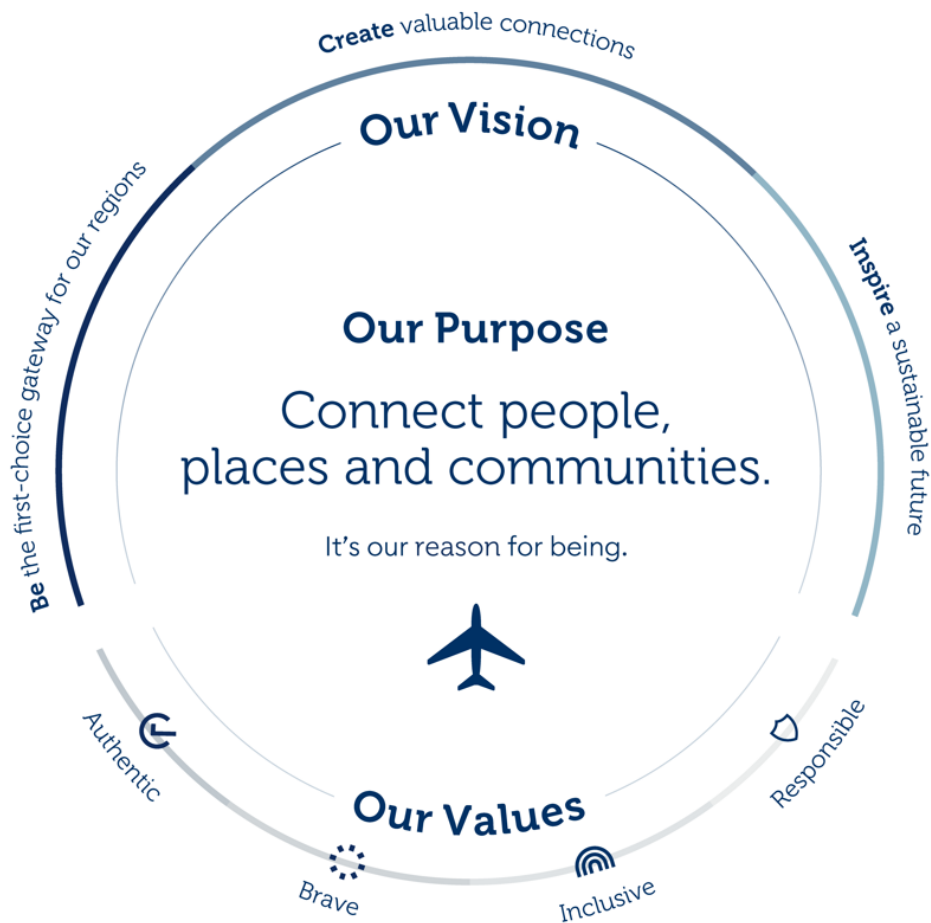 Create valuable connections
Our Vision
Be the first-choice gateway for our regions
Inspire a sustainable future
Our Purpose
Connect people,
places and communities.
It's our reason for being.
Our Values
Authentic
Brave
Inclusive
Responsible